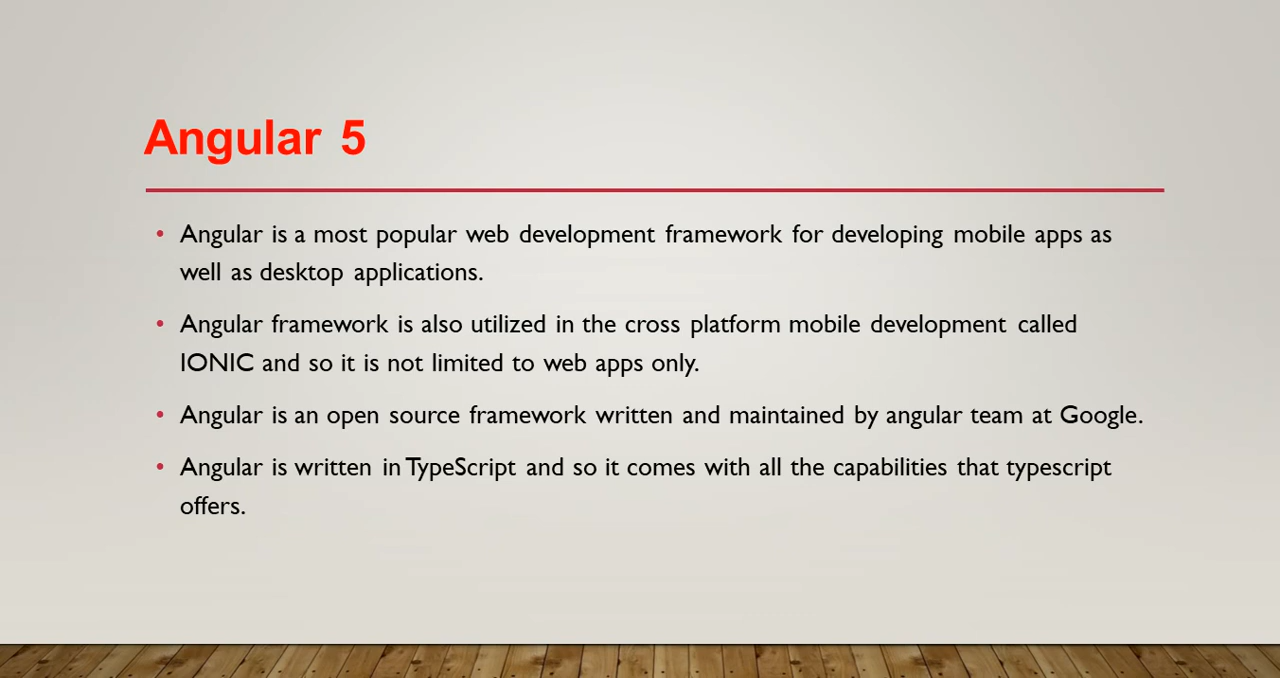 Angular 5
• Angular is a most popular web development framework for developing mobile apps as
well as desktop applications.
• Angular framework is also utilized in the cross platform mobile development called
IONIC and so it is not limited to web apps only.
• Angular is an open source framework written and maintained by angular team at Google.
• Angular is written in TypeScript and so it comes with all the capabilities that typescript
offers.